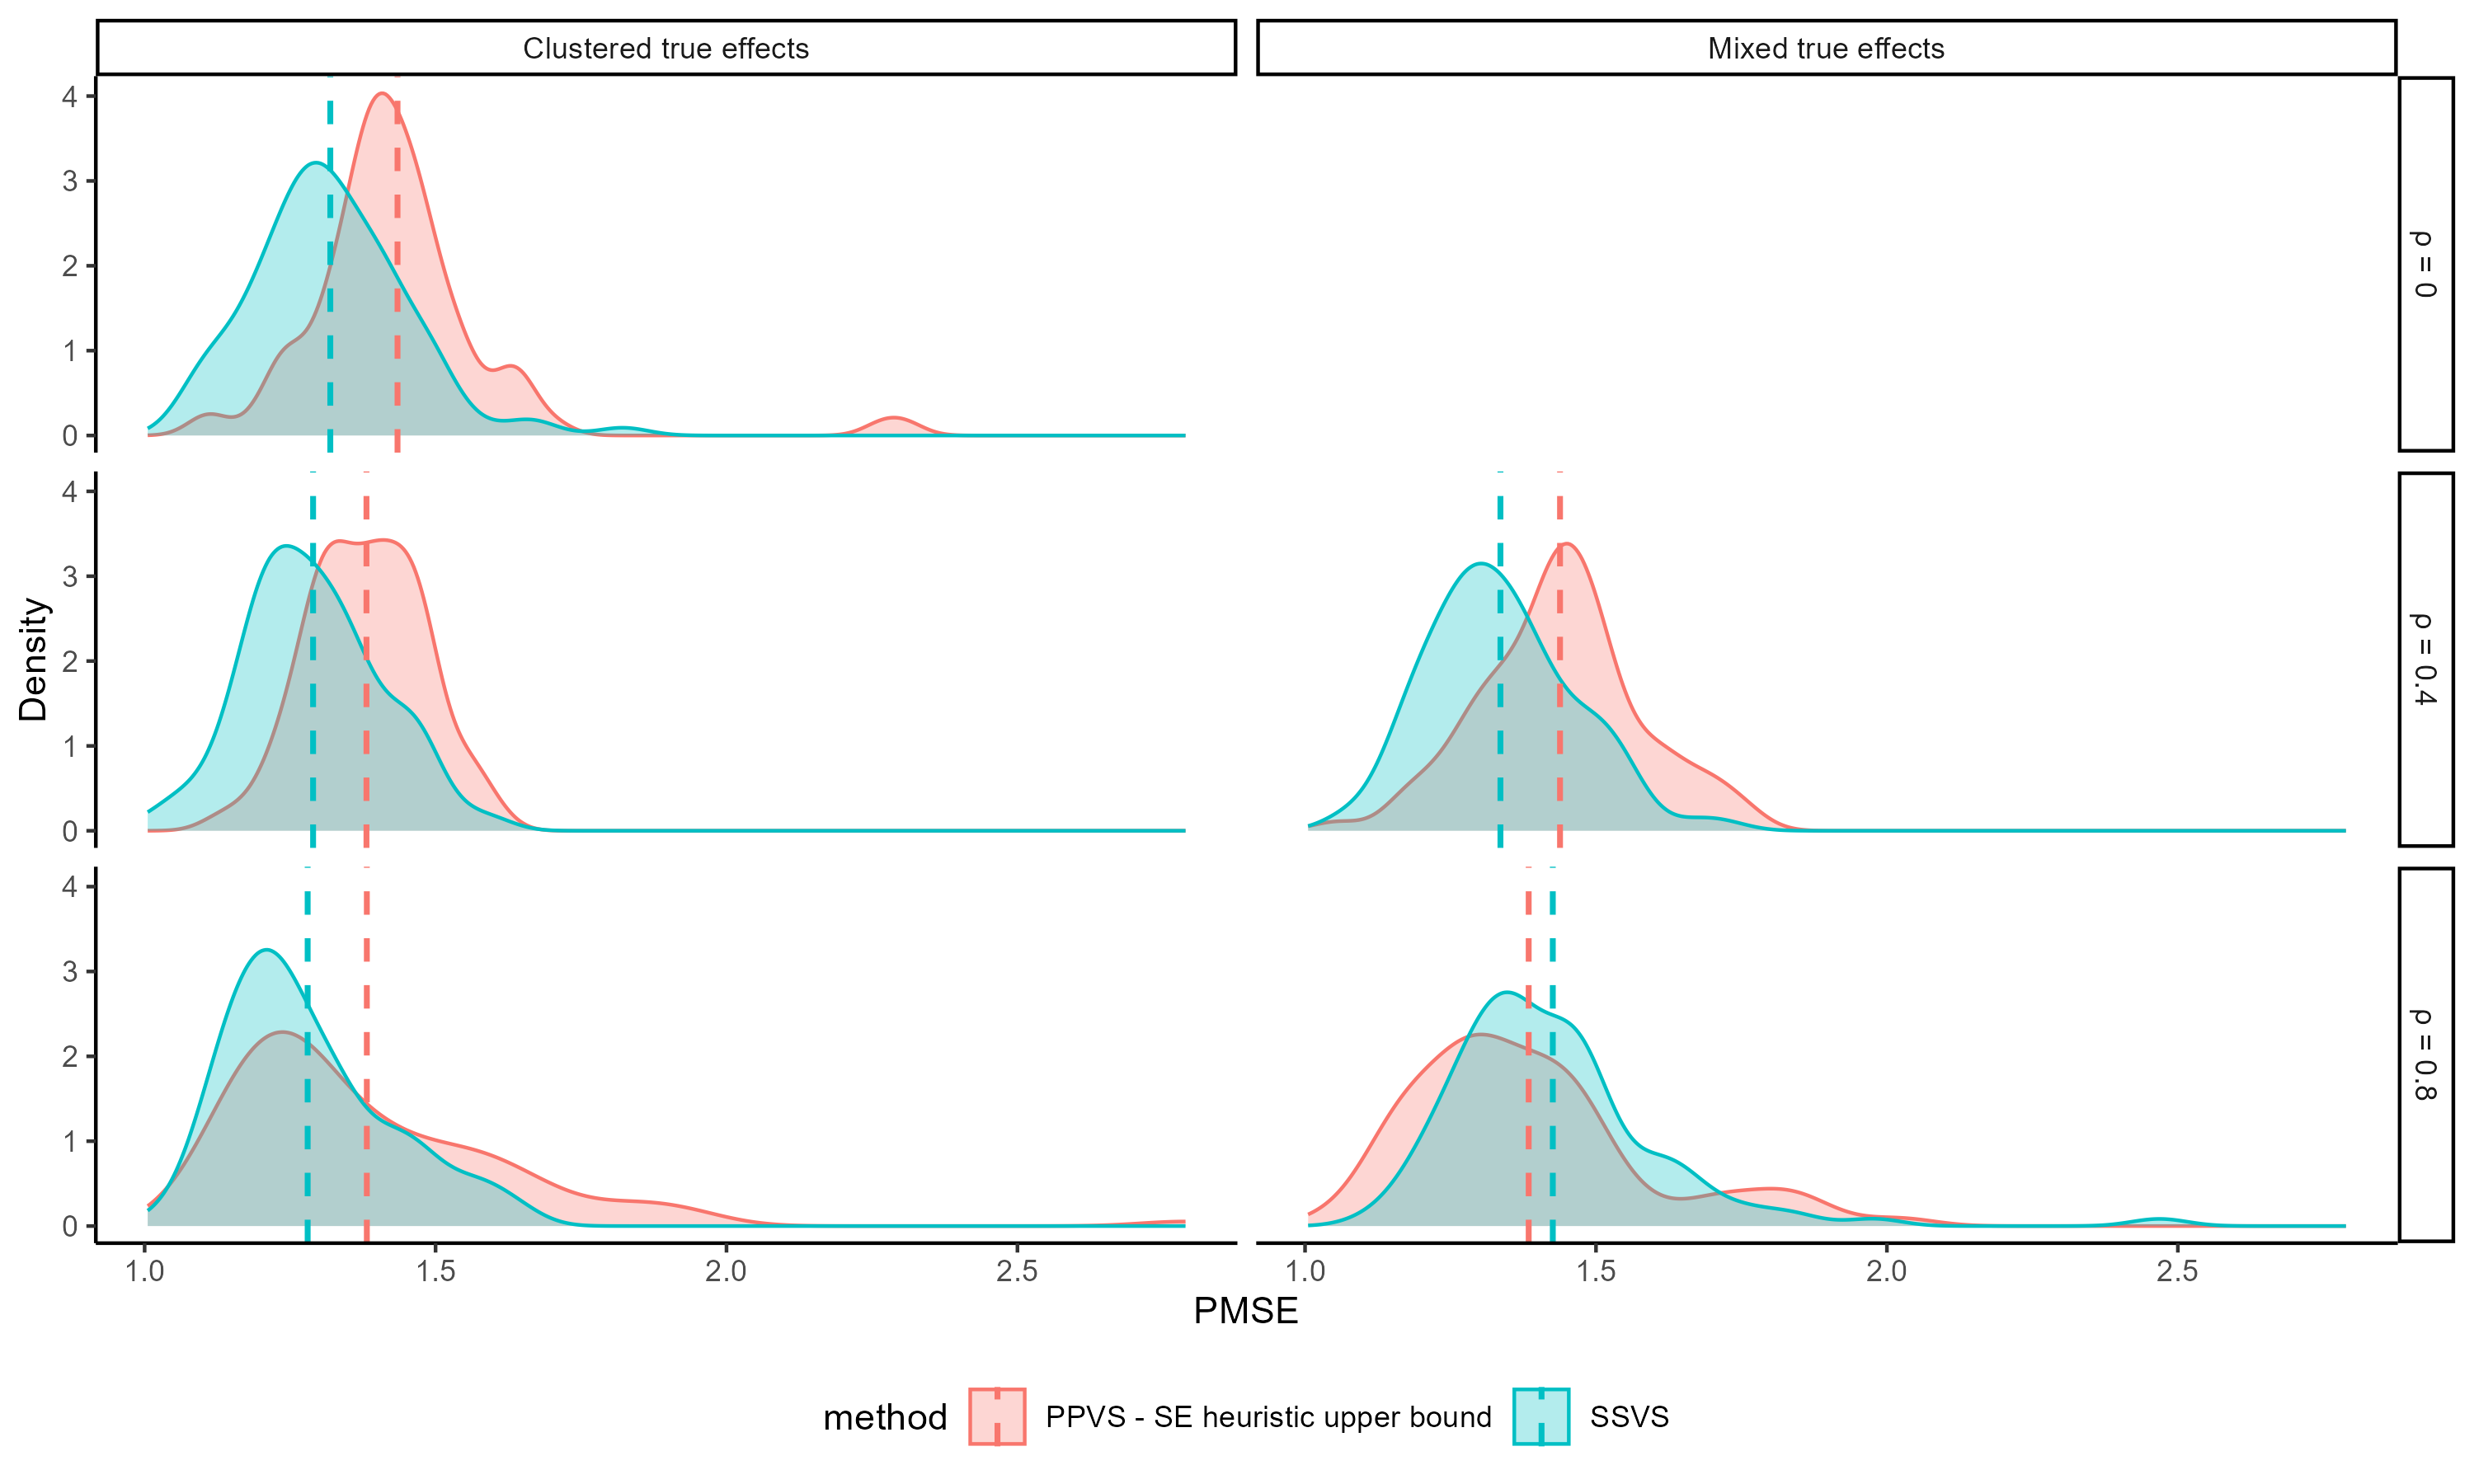 Clustered true effects
Mixed true effects
4
3
2
1
0
ρ = 0
4
3
2
1
0
ρ = 0.4
4
3
2
1
0
ρ = 0.8
Density
1.0 1.5 2.0 2.5
1.0 1.5 2.0 2.5
PMSE
method PPVS - SE heuristic upper bound SSVS